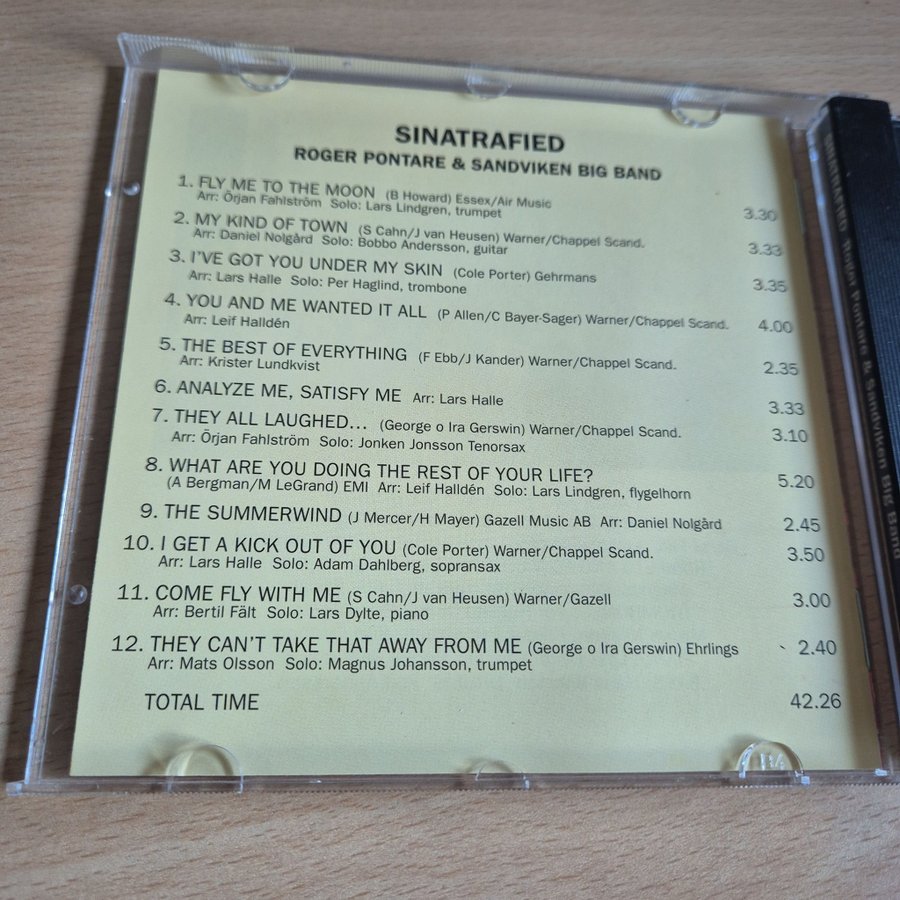 SINATRAFIED
ROGER PONTARE & SANDVIKEN BIG BAND
1. FLY ME TO THE MOON (B Howard) Essex/Air Music
Arr: Örjan Fahlström Solo: Lars Lindgren, trumpet 3.30
2. MY KIND OF TOWN (S Cahn/J van Heusen) Warner/Chappel Scand.
Arr: Daniel Nolgård Solo: Bobbo Andersson, guitar 3.33
3. I'VE GOT YOU UNDER MY SKIN (Cole Porter) Gehrmans
Arr: Lars Halle Solo: Per Haglind, trombone 3.35
4. YOU AND ME WANTED IT ALL (P Allen/C Bayer-Sager) Warner/Chappel Scand. 4.00
Arr: Leif Halldén
5. THE BEST OF EVERYTHING (F Ebb/J Kander) Warner/Chappel Scand.
Arr: Krister Lundkvist 2.35
6. ANALYZE ME, SATISFY ME Arr: Lars Halle 3.33
7. THEY ALL LAUGHED... (George o Ira Gerswin) Warner/Chappel Scand. 3.10
Arr: Örjan Fahlström Solo: Jonken Jonsson Tenorsax
8. WHAT ARE YOU DOING THE REST OF YOUR LIFE?
(A Bergman/M LeGrand) EMI Arr: Leif Halldén Solo: Lars Lindgren, flygelhorn 5.20
9. THE SUMMERWIND (J Mercer/H Mayer) Gazell Music AB Arr: Daniel Nolgård 2.45
10. I GET A KICK OUT OF YOU (Cole Porter) Warner/Chappel Scand. 3.50
Arr: Lars Halle Solo: Adam Dahlberg, sopransax
11. COME FLY WITH ME (S Cahn/J van Heusen) Warner/Gazell 3.00
Arr: Bertil Fält Solo: Lars Dylte, piano
12. THEY CAN'T TAKE THAT AWAY FROM ME (George o Ira Gerswin) Ehrlings 2.40
Arr: Mats Olsson Solo: Magnus Johansson, trumpet
TOTAL TIME 42.26
SINATRAFIED Roger Pontare & Sandviken Big Band